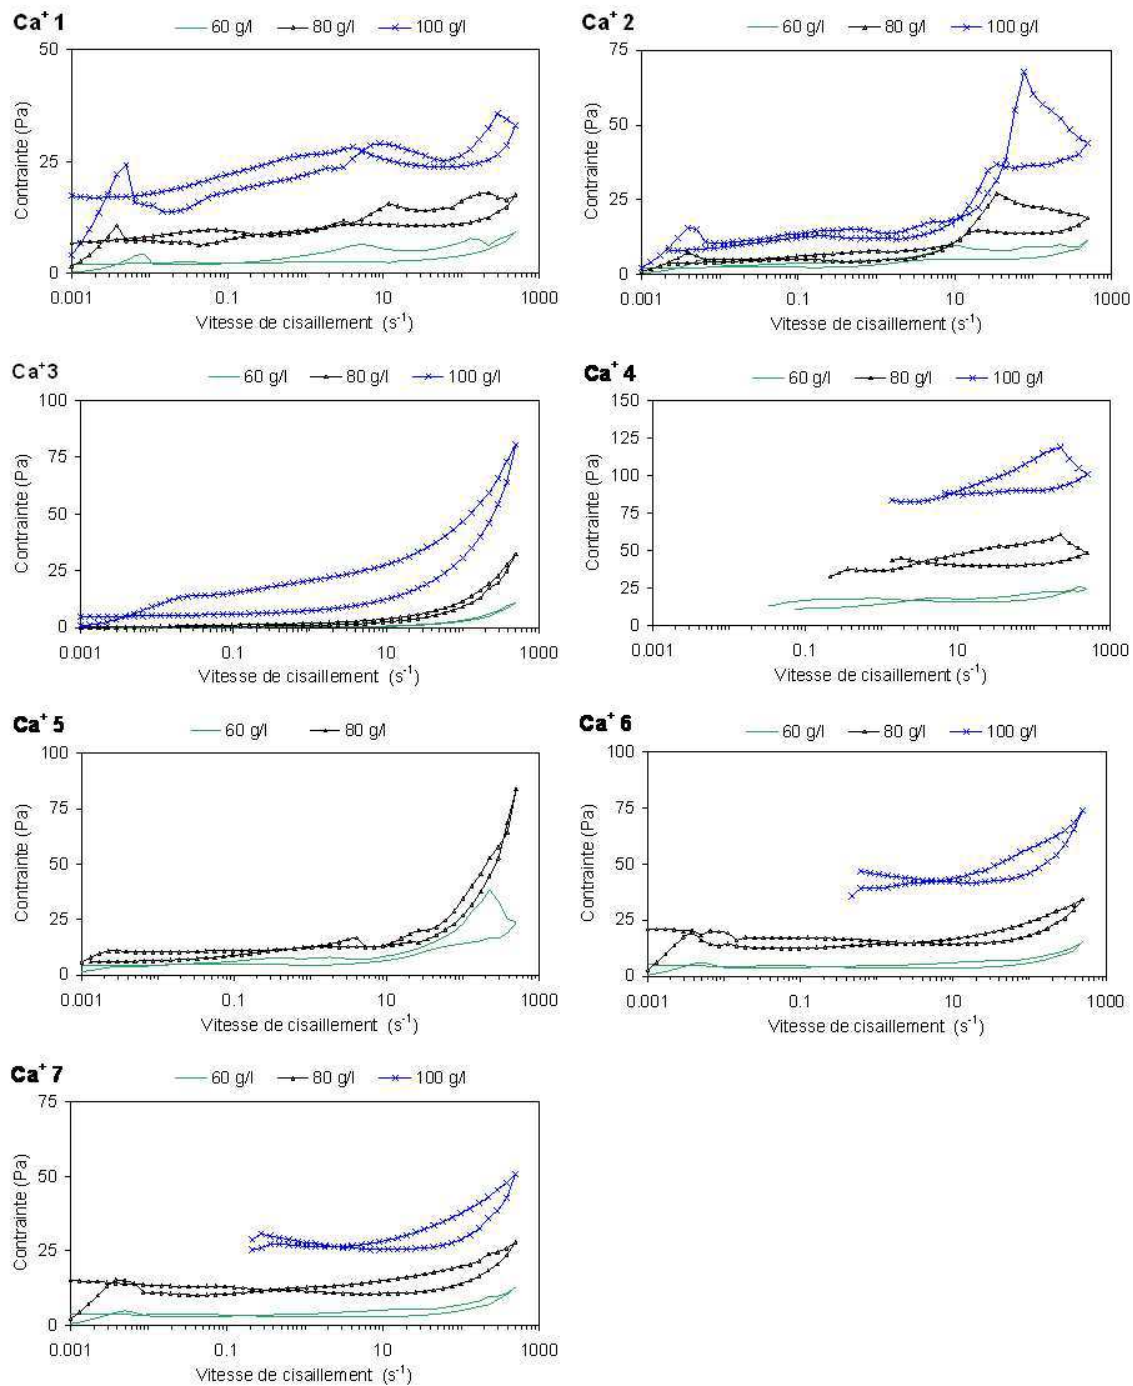 Ca⁺ 1
60 g/l 80 g/l 100 g/l
50
25
0
Contrainte (Pa)
0.001 0.1 10 1000
Vitesse de cisaillement (s⁻¹)
Ca⁺ 2
60 g/l 80 g/l 100 g/l
75
50
25
0
Contrainte (Pa)
0.001 0.1 10 1000
Vitesse de cisaillement (s⁻¹)
Ca⁺3
60 g/l 80 g/l 100 g/l
100
75
50
25
0
Contrainte (Pa)
0.001 0.1 10 1000
Vitesse de cisaillement (s⁻¹)
Ca⁺ 4
60 g/l 80 g/l 100 g/l
150
125
100
75
50
25
0
Contrainte (Pa)
0.001 0.1 10 1000
Vitesse de cisaillement (s⁻¹)
Ca⁺ 5
60 g/l 80 g/l
100
75
50
25
0
Contrainte (Pa)
0.001 0.1 10 1000
Vitesse de cisaillement (s⁻¹)
Ca⁺ 6
60 g/l 80 g/l 100 g/l
100
75
50
25
0
Contrainte (Pa)
0.001 0.1 10 1000
Vitesse de cisaillement (s⁻¹)
Ca⁺ 7
60 g/l 80 g/l 100 g/l
75
50
25
0
Contrainte (Pa)
0.001 0.1 10 1000
Vitesse de cisaillement (s⁻¹)